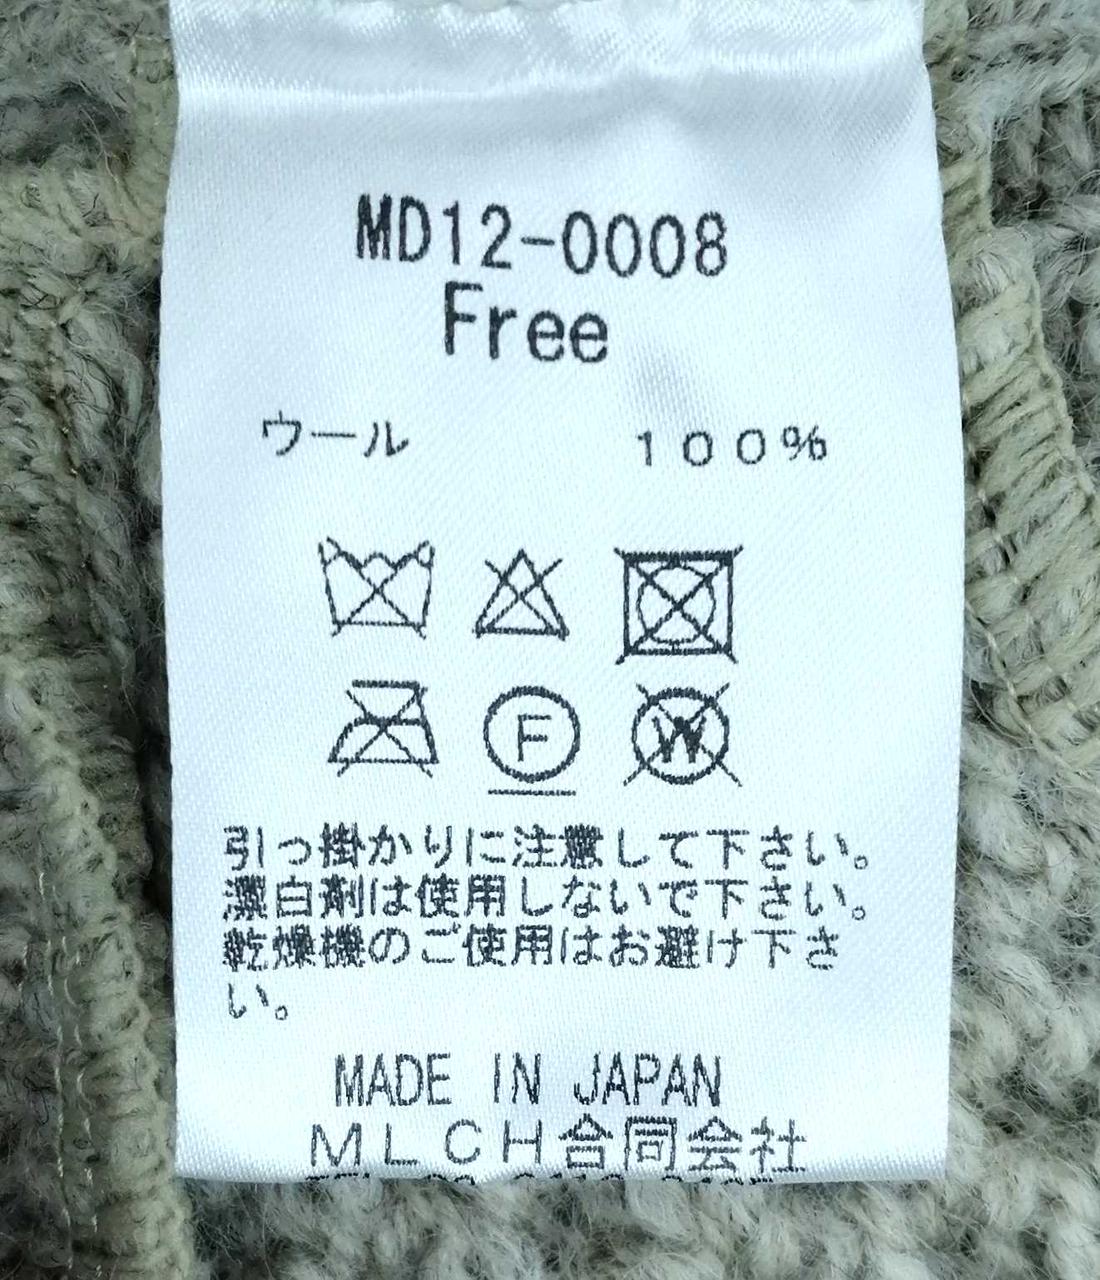 MD12-0008
Free
ウール １００%
F W
引っ掛かりに注意して下さい。
漂白剤は使用しないで下さい。
乾燥機のご使用はお避け下さ
い。
MADE IN JAPAN
ＭＬＣＨ合同会社